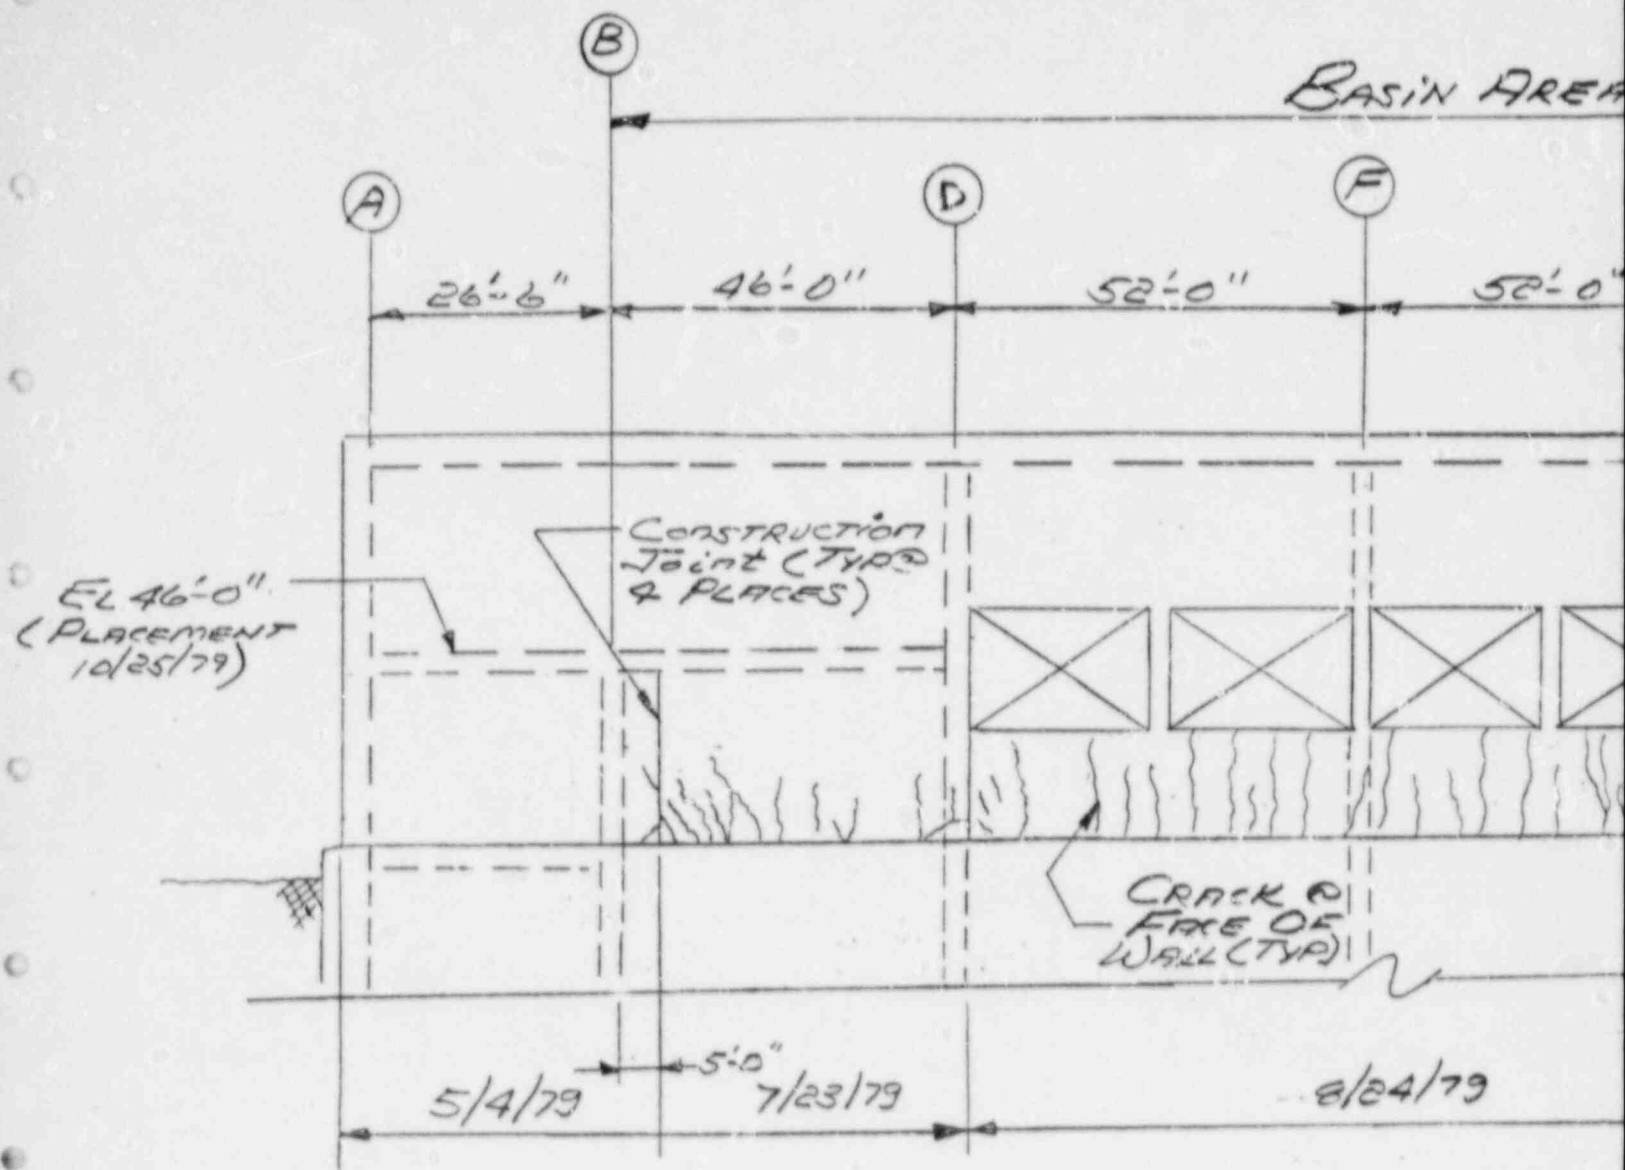 B
BASIN AREA
A
D
F
26'-6"
46'-0"
52'-0"
52'-0"
CONSTRUCTION
JOINT (TYP @
4 PLACES)
EL 46'-0"
(PLACEMENT
10/25/79)
CRACK @
FACE OF
WALL (TYP)
5'-0"
5/4/79
7/23/79
8/24/79